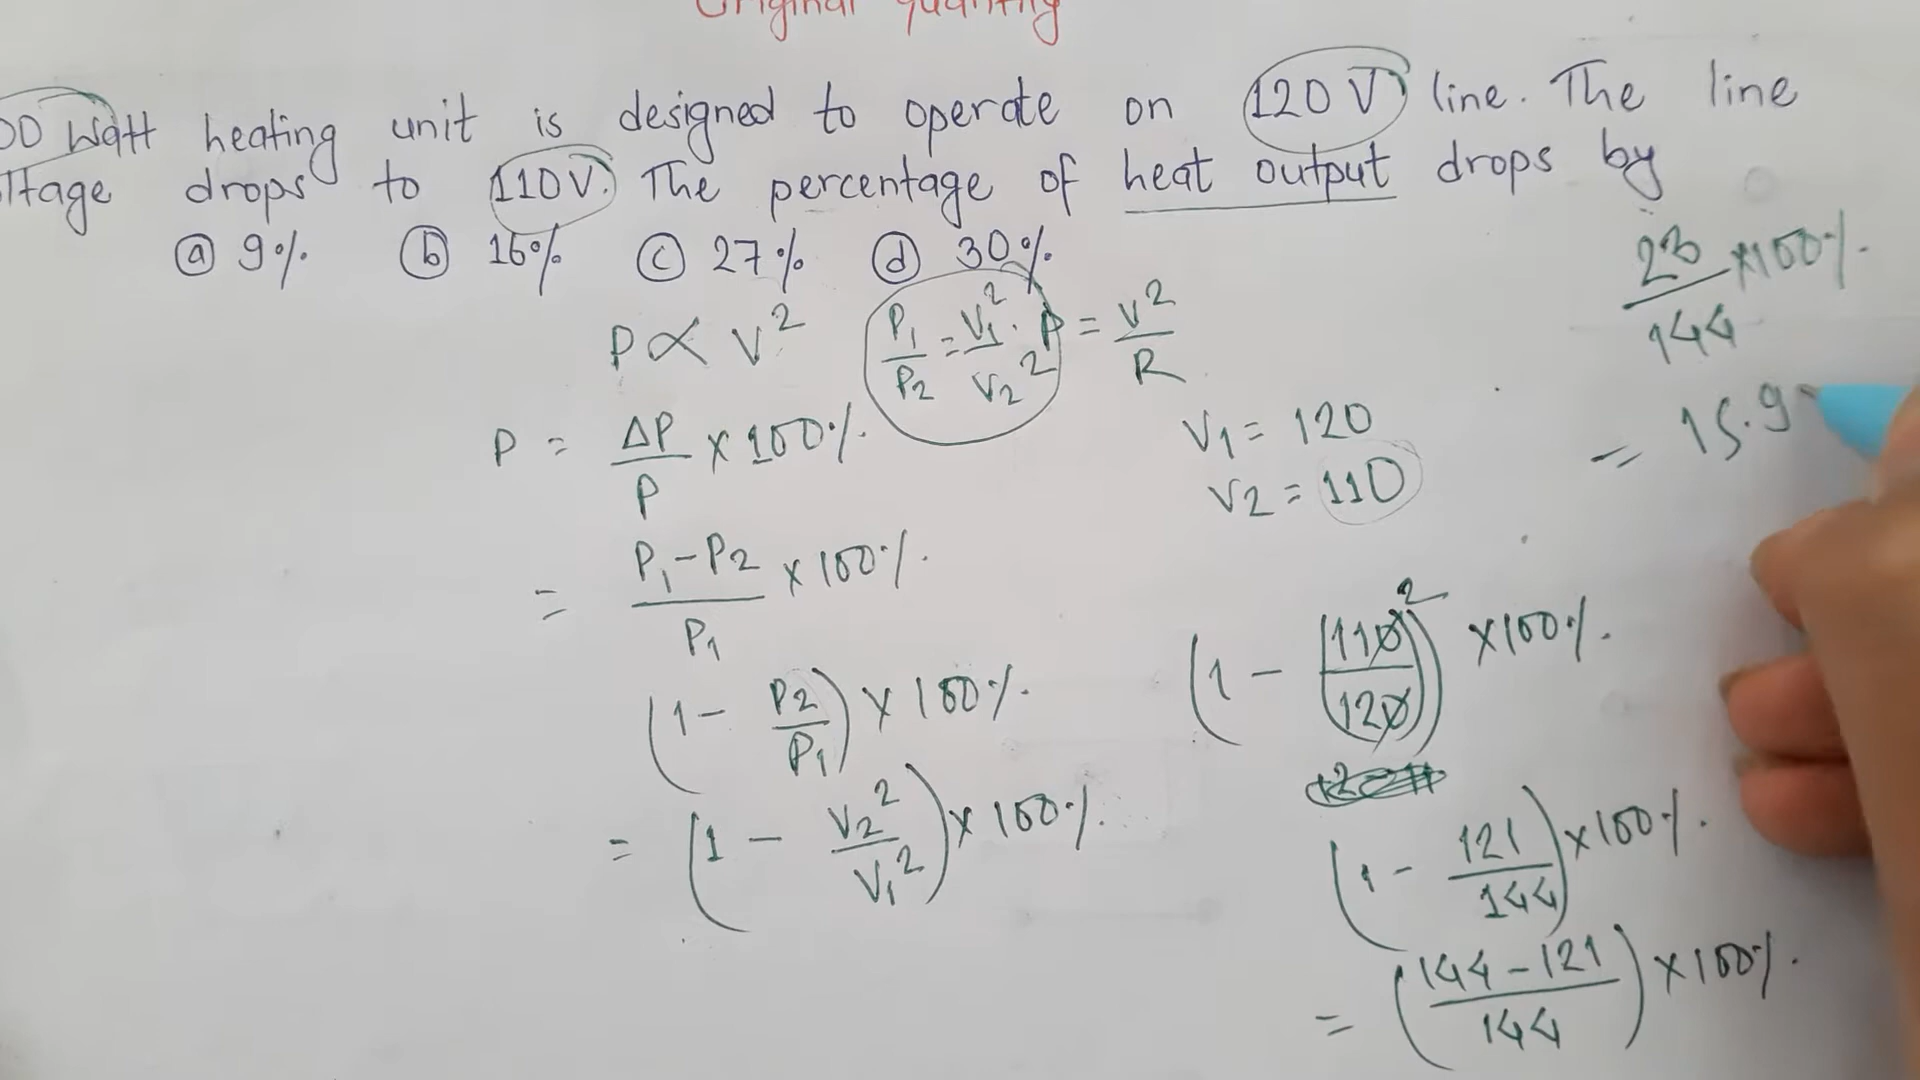 Original quantity
00 Watt heating unit is designed to operate on 120 V line. The line
ltage drops to 110V. The percentage of heat output drops by
ⓐ 9% ⓑ 16% ⓒ 27% ⓓ 30%
P ∝ V²
P₁/P₂ = V₁²/V₂²
P = V²/R
P = ΔP/P × 100%
V₁ = 120
V₂ = 110
= P₁-P₂/P₁ × 100%
(1 - P₂/P₁) × 100%
= (1 - V₂²/V₁²) × 100%
(1 - (110/120)²) × 100%
(1 - 121/144) × 100%
= (144-121/144) × 100%
23/144 × 100%
= 15.9